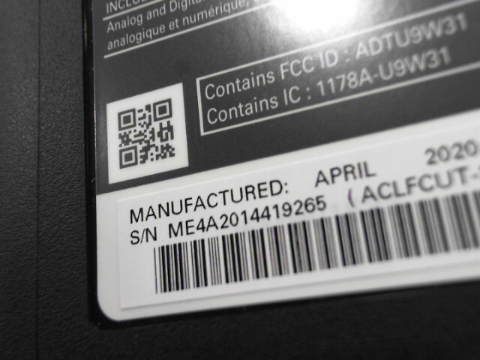 INCLU
Analog and Digital
analogique et numérique,
Contains FCC ID : ADTU9W31
Contains IC : 1178A-U9W31
MANUFACTURED: APRIL 2020
S/N ME4A2014419265 (ACLFCUT-